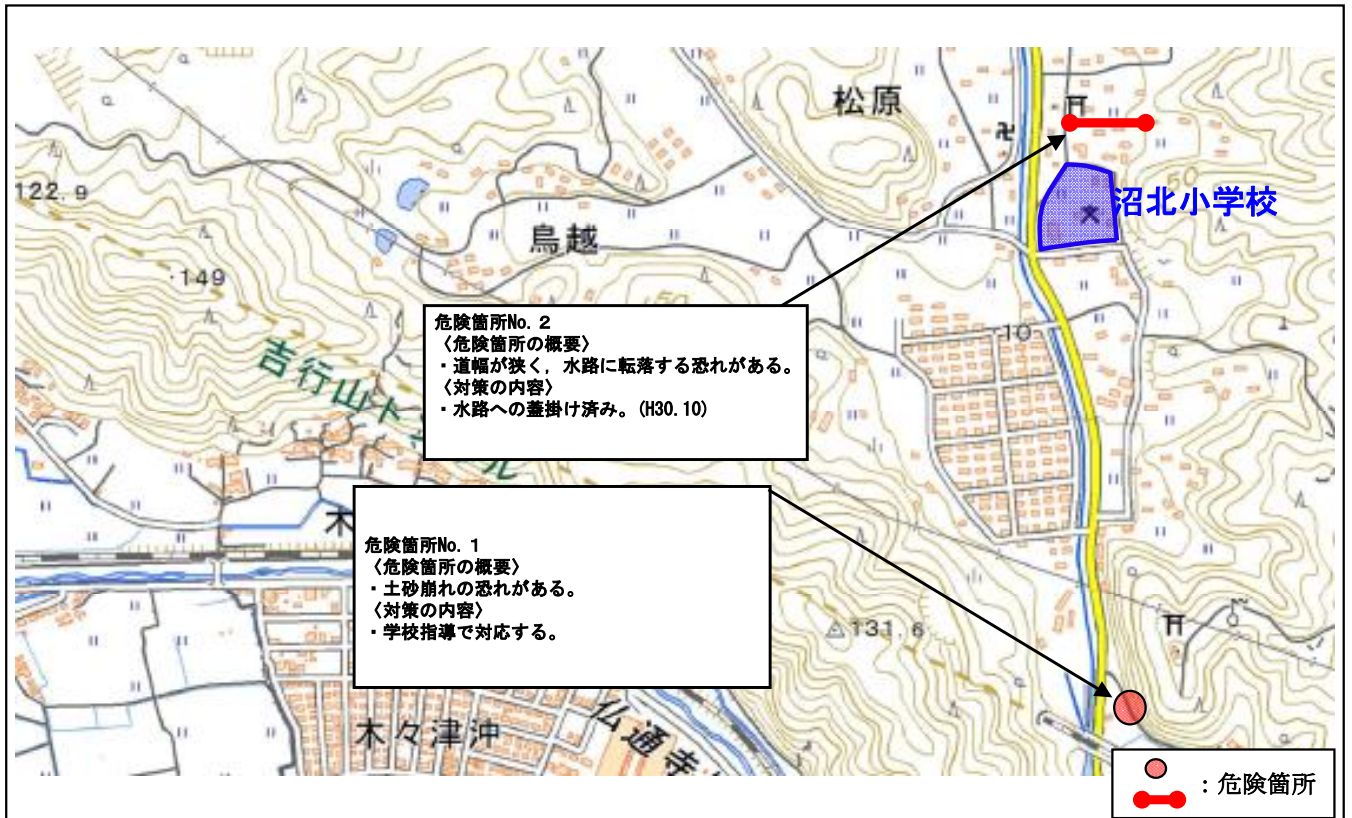 松原
沼北小学校
50
122.9
鳥越
149
50
危険箇所No.2
〈危険箇所の概要〉
・道幅が狭く，水路に転落する恐れがある。
〈対策の内容〉
・水路への蓋掛け済み。(H30.10)
10
吉行山ト
ル
木
危険箇所No.1
〈危険箇所の概要〉
・土砂崩れの恐れがある。
〈対策の内容〉
・学校指導で対応する。
131.6
木々津沖
仏通寺
：危険箇所